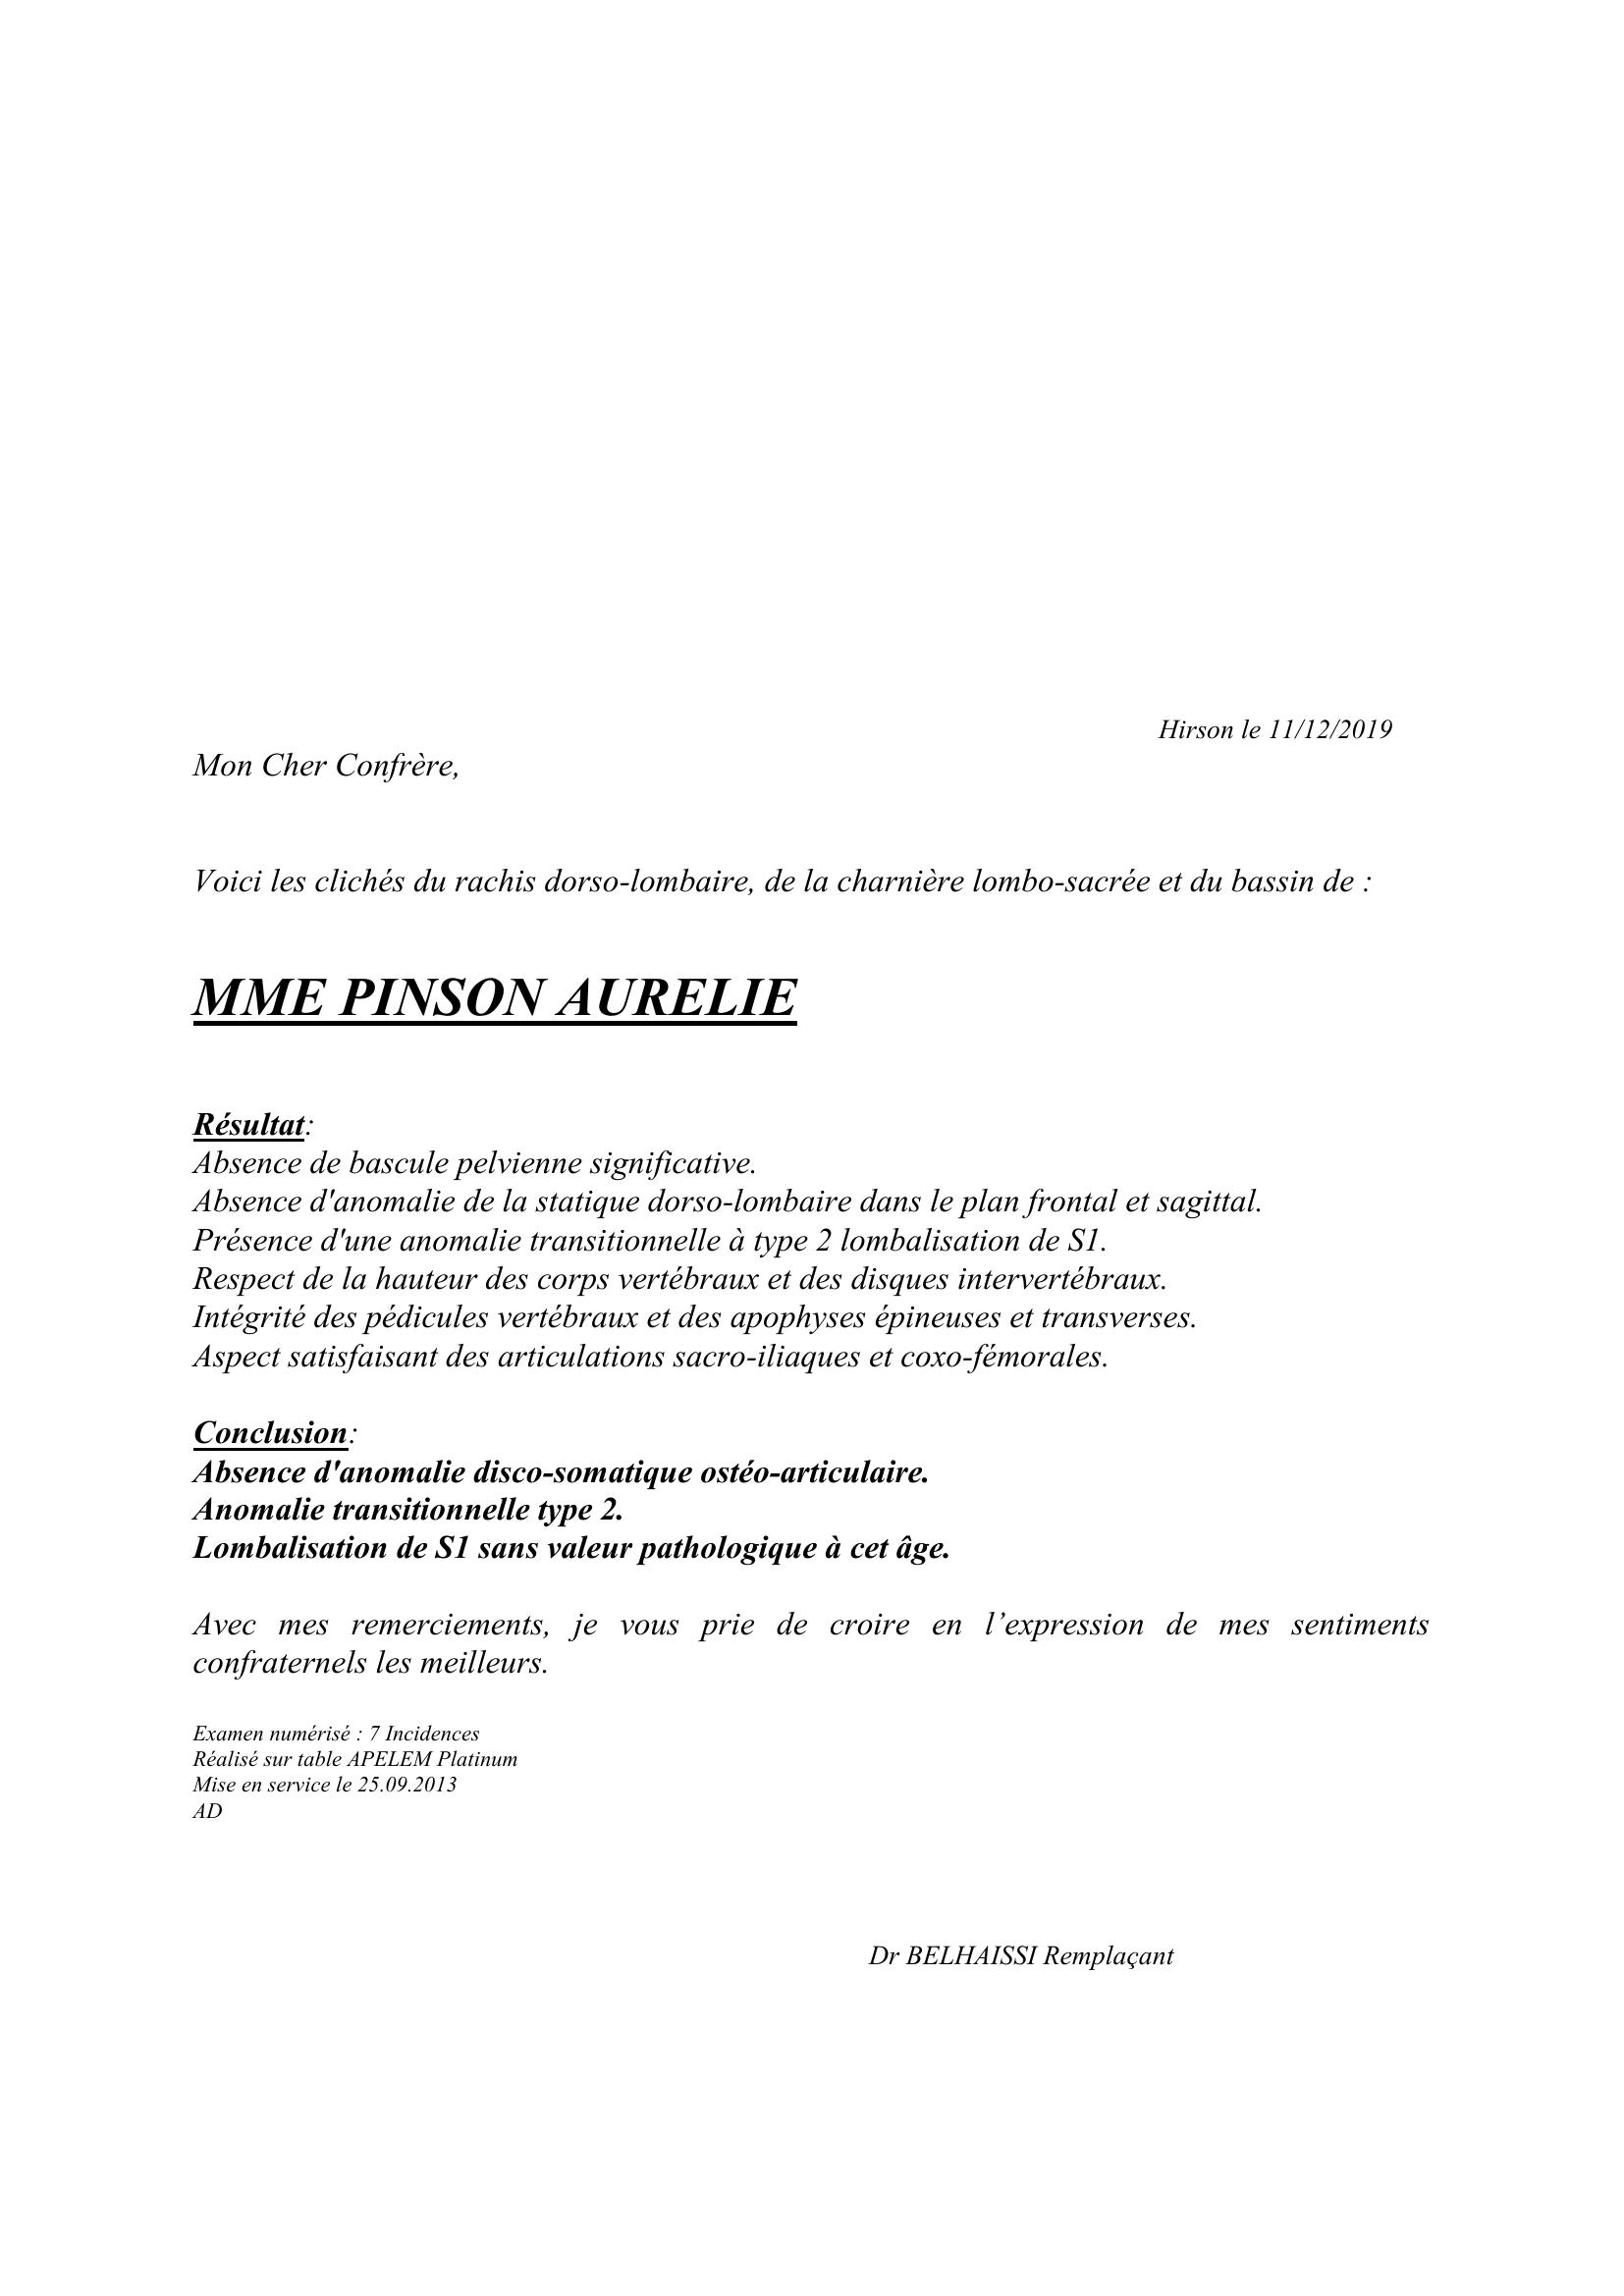 Hirson le 11/12/2019
Mon Cher Confrère,
Voici les clichés du rachis dorso-lombaire, de la charnière lombo-sacrée et du bassin de :
MME PINSON AURELIE
Résultat:
Absence de bascule pelvienne significative.
Absence d'anomalie de la statique dorso-lombaire dans le plan frontal et sagittal.
Présence d'une anomalie transitionnelle à type 2 lombalisation de S1.
Respect de la hauteur des corps vertébraux et des disques intervertébraux.
Intégrité des pédicules vertébraux et des apophyses épineuses et transverses.
Aspect satisfaisant des articulations sacro-iliaques et coxo-fémorales.
Conclusion:
Absence d'anomalie disco-somatique ostéo-articulaire.
Anomalie transitionnelle type 2.
Lombalisation de S1 sans valeur pathologique à cet âge.
Avec mes remerciements, je vous prie de croire en l’expression de mes sentiments
confraternels les meilleurs.
Examen numérisé : 7 Incidences
Réalisé sur table APELEM Platinum
Mise en service le 25.09.2013
AD
Dr BELHAISSI Remplaçant